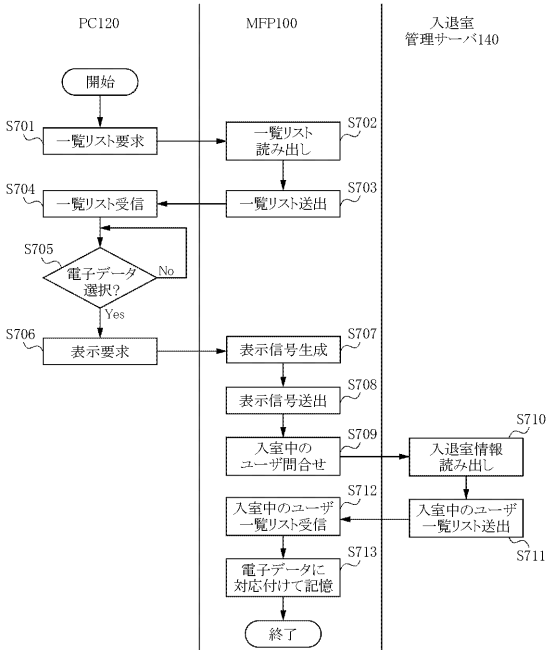 PC120
MFP100
入退室
管理サーバ140
開始
S701
一覧リスト要求
S702
一覧リスト
読み出し
S704
一覧リスト受信
S703
一覧リスト送出
S705
電子データ
選択?
No
Yes
S706
表示要求
S707
表示信号生成
S708
表示信号送出
S709
入室中の
ユーザ問合せ
S710
入退室情報
読み出し
S712
入室中のユーザ
一覧リスト受信
入室中のユーザ
一覧リスト送出
S711
S713
電子データに
対応付けて記憶
終了